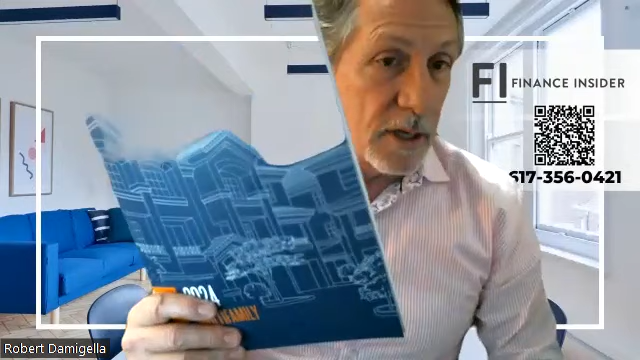 FI FINANCE INSIDER
617-356-0421
2024
Robert Damigella